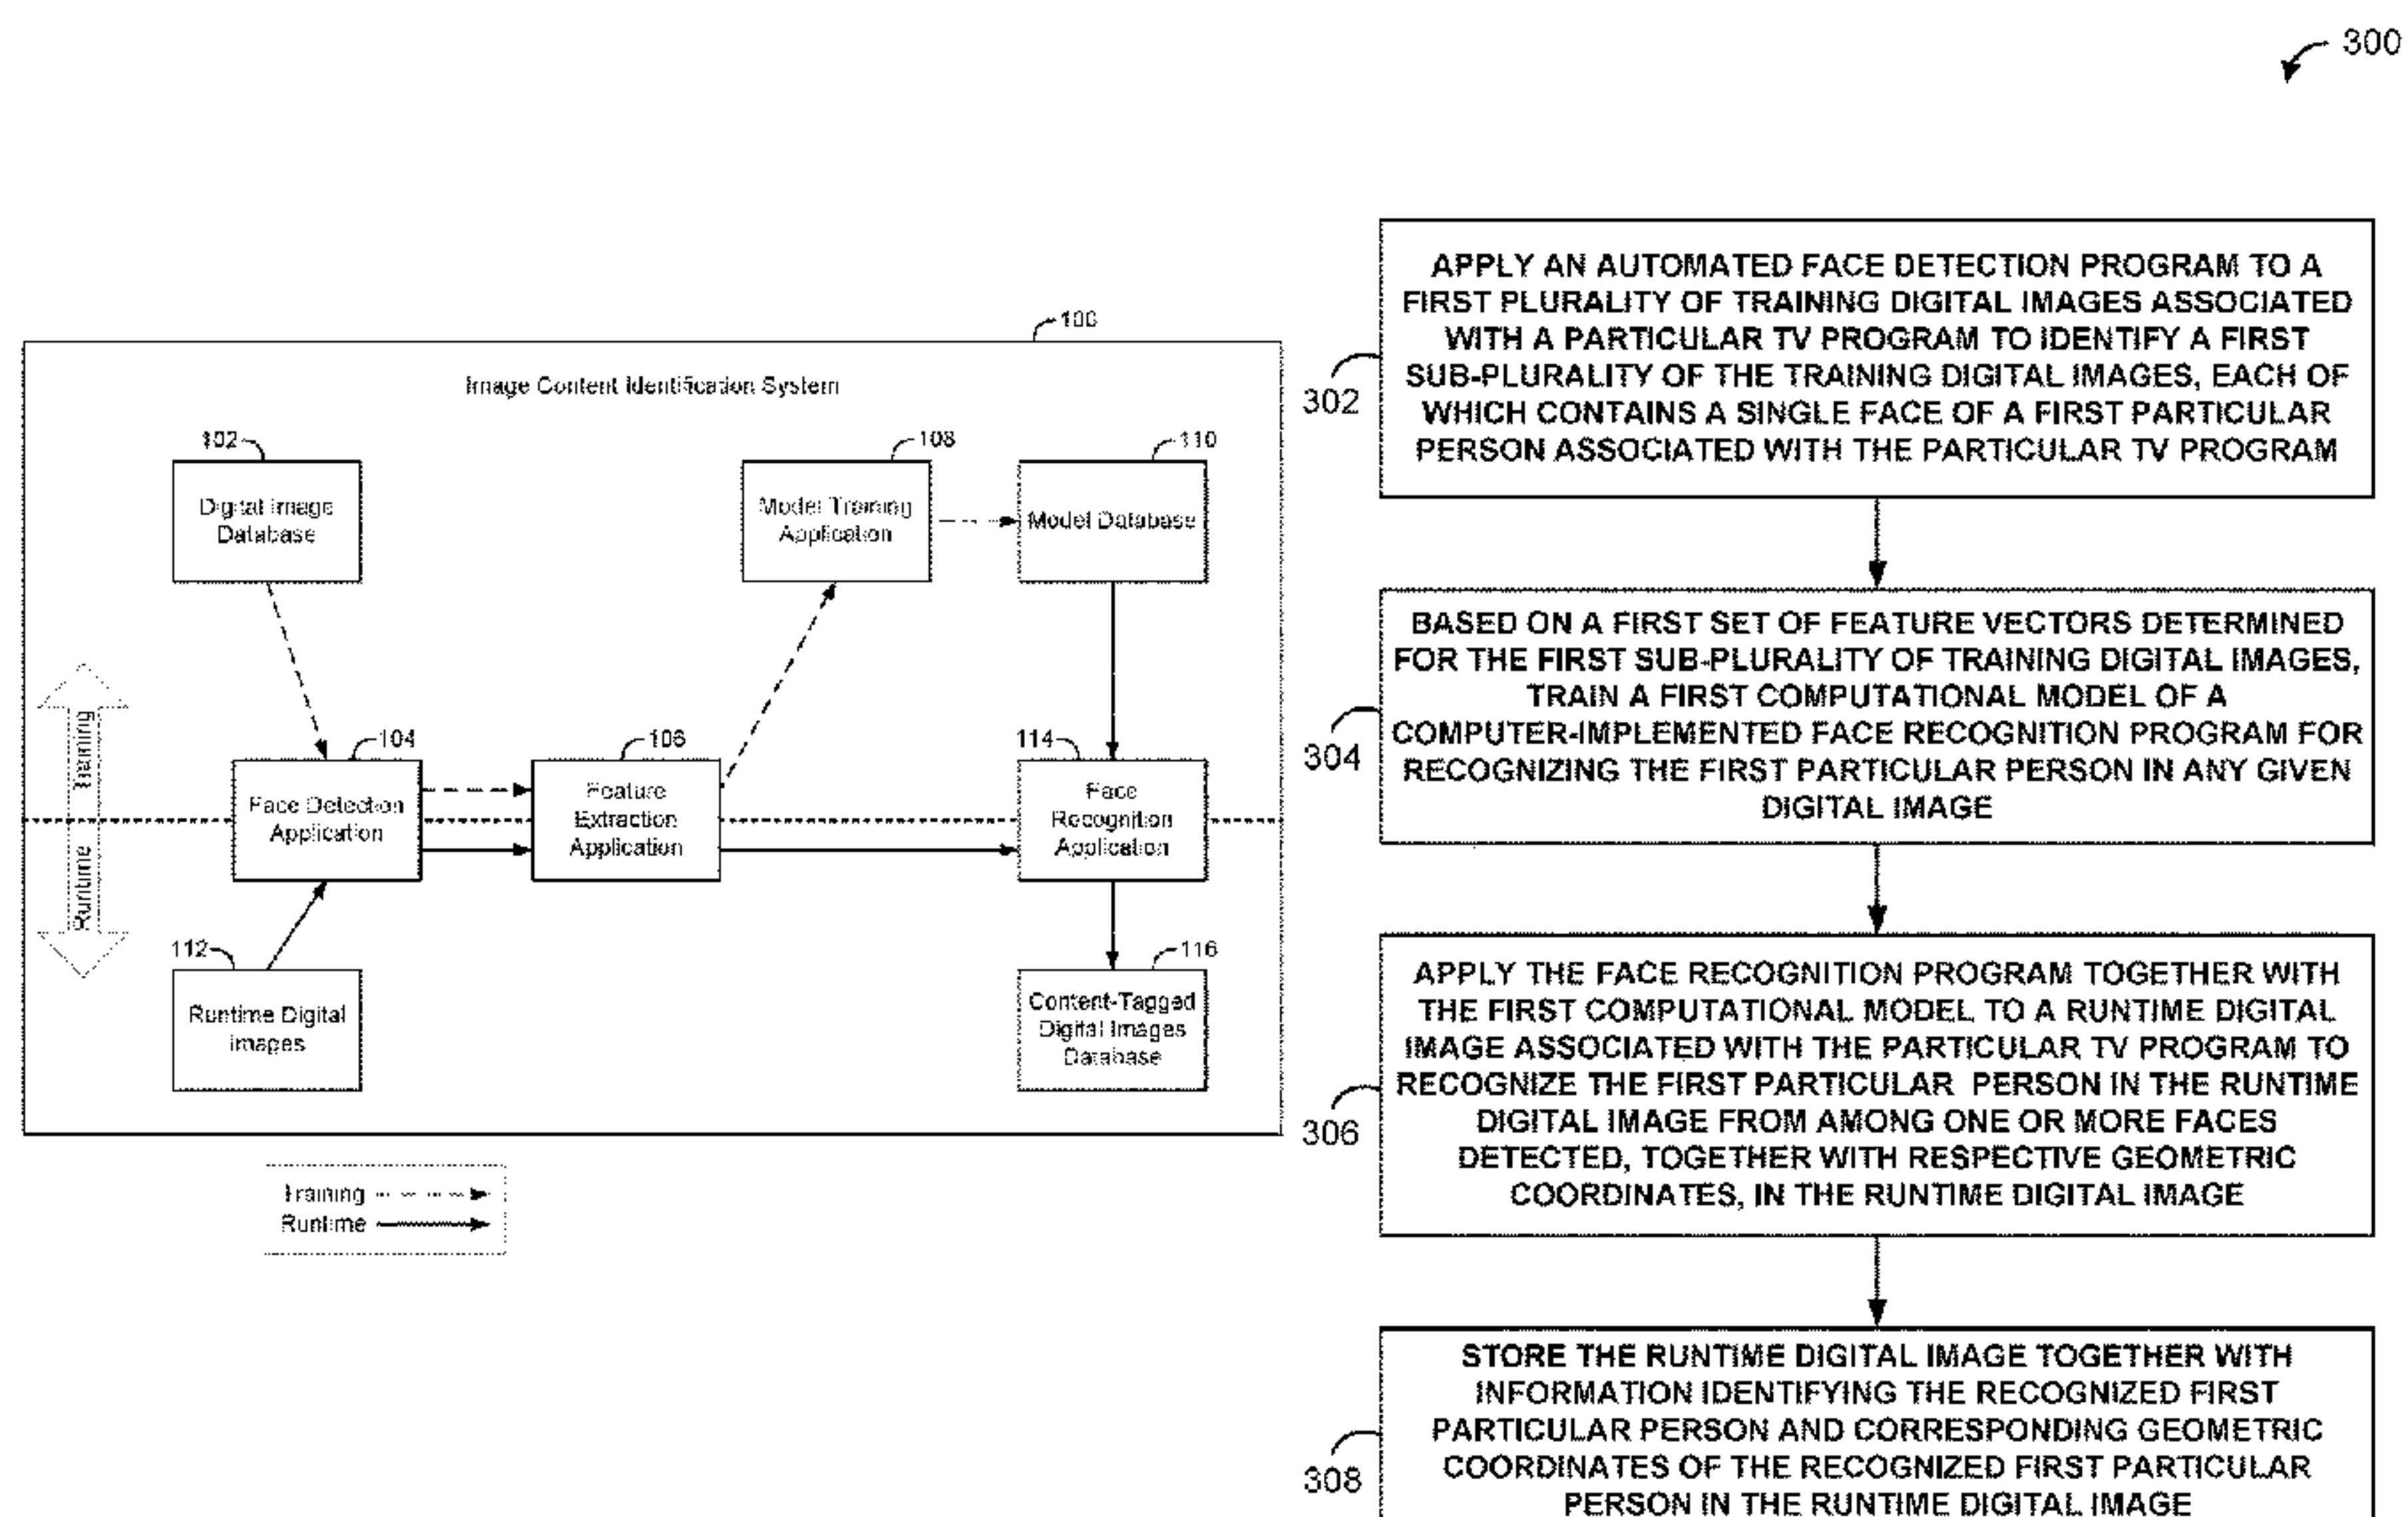 300
100
Image Content Identification System
102
Digital Image
Database
108
Model Training
Application
110
Model Database
Training
Runtime
104
Face Detection
Application
106
Feature
Extraction
Application
114
Face
Recognition
Application
112
Runtime Digital
Images
116
Content-Tagged
Digital Images
Database
Training
Runtime
302
APPLY AN AUTOMATED FACE DETECTION PROGRAM TO A
FIRST PLURALITY OF TRAINING DIGITAL IMAGES ASSOCIATED
WITH A PARTICULAR TV PROGRAM TO IDENTIFY A FIRST
SUB-PLURALITY OF THE TRAINING DIGITAL IMAGES, EACH OF
WHICH CONTAINS A SINGLE FACE OF A FIRST PARTICULAR
PERSON ASSOCIATED WITH THE PARTICULAR TV PROGRAM
304
BASED ON A FIRST SET OF FEATURE VECTORS DETERMINED
FOR THE FIRST SUB-PLURALITY OF TRAINING DIGITAL IMAGES,
TRAIN A FIRST COMPUTATIONAL MODEL OF A
COMPUTER-IMPLEMENTED FACE RECOGNITION PROGRAM FOR
RECOGNIZING THE FIRST PARTICULAR PERSON IN ANY GIVEN
DIGITAL IMAGE
306
APPLY THE FACE RECOGNITION PROGRAM TOGETHER WITH
THE FIRST COMPUTATIONAL MODEL TO A RUNTIME DIGITAL
IMAGE ASSOCIATED WITH THE PARTICULAR TV PROGRAM TO
RECOGNIZE THE FIRST PARTICULAR PERSON IN THE RUNTIME
DIGITAL IMAGE FROM AMONG ONE OR MORE FACES
DETECTED, TOGETHER WITH RESPECTIVE GEOMETRIC
COORDINATES, IN THE RUNTIME DIGITAL IMAGE
308
STORE THE RUNTIME DIGITAL IMAGE TOGETHER WITH
INFORMATION IDENTIFYING THE RECOGNIZED FIRST
PARTICULAR PERSON AND CORRESPONDING GEOMETRIC
COORDINATES OF THE RECOGNIZED FIRST PARTICULAR
PERSON IN THE RUNTIME DIGITAL IMAGE